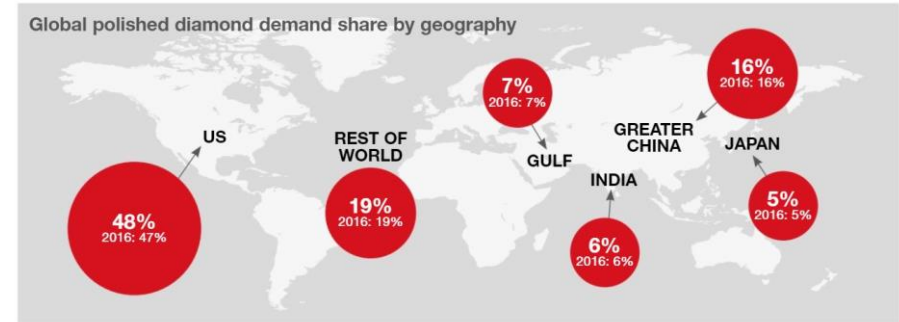 Global polished diamond demand share by geography
US
48%
2016: 47%
REST OF
WORLD
19%
2016: 19%
7%
2016: 7%
GULF
INDIA
6%
2016: 6%
16%
2016: 16%
GREATER
CHINA
JAPAN
5%
2016: 5%